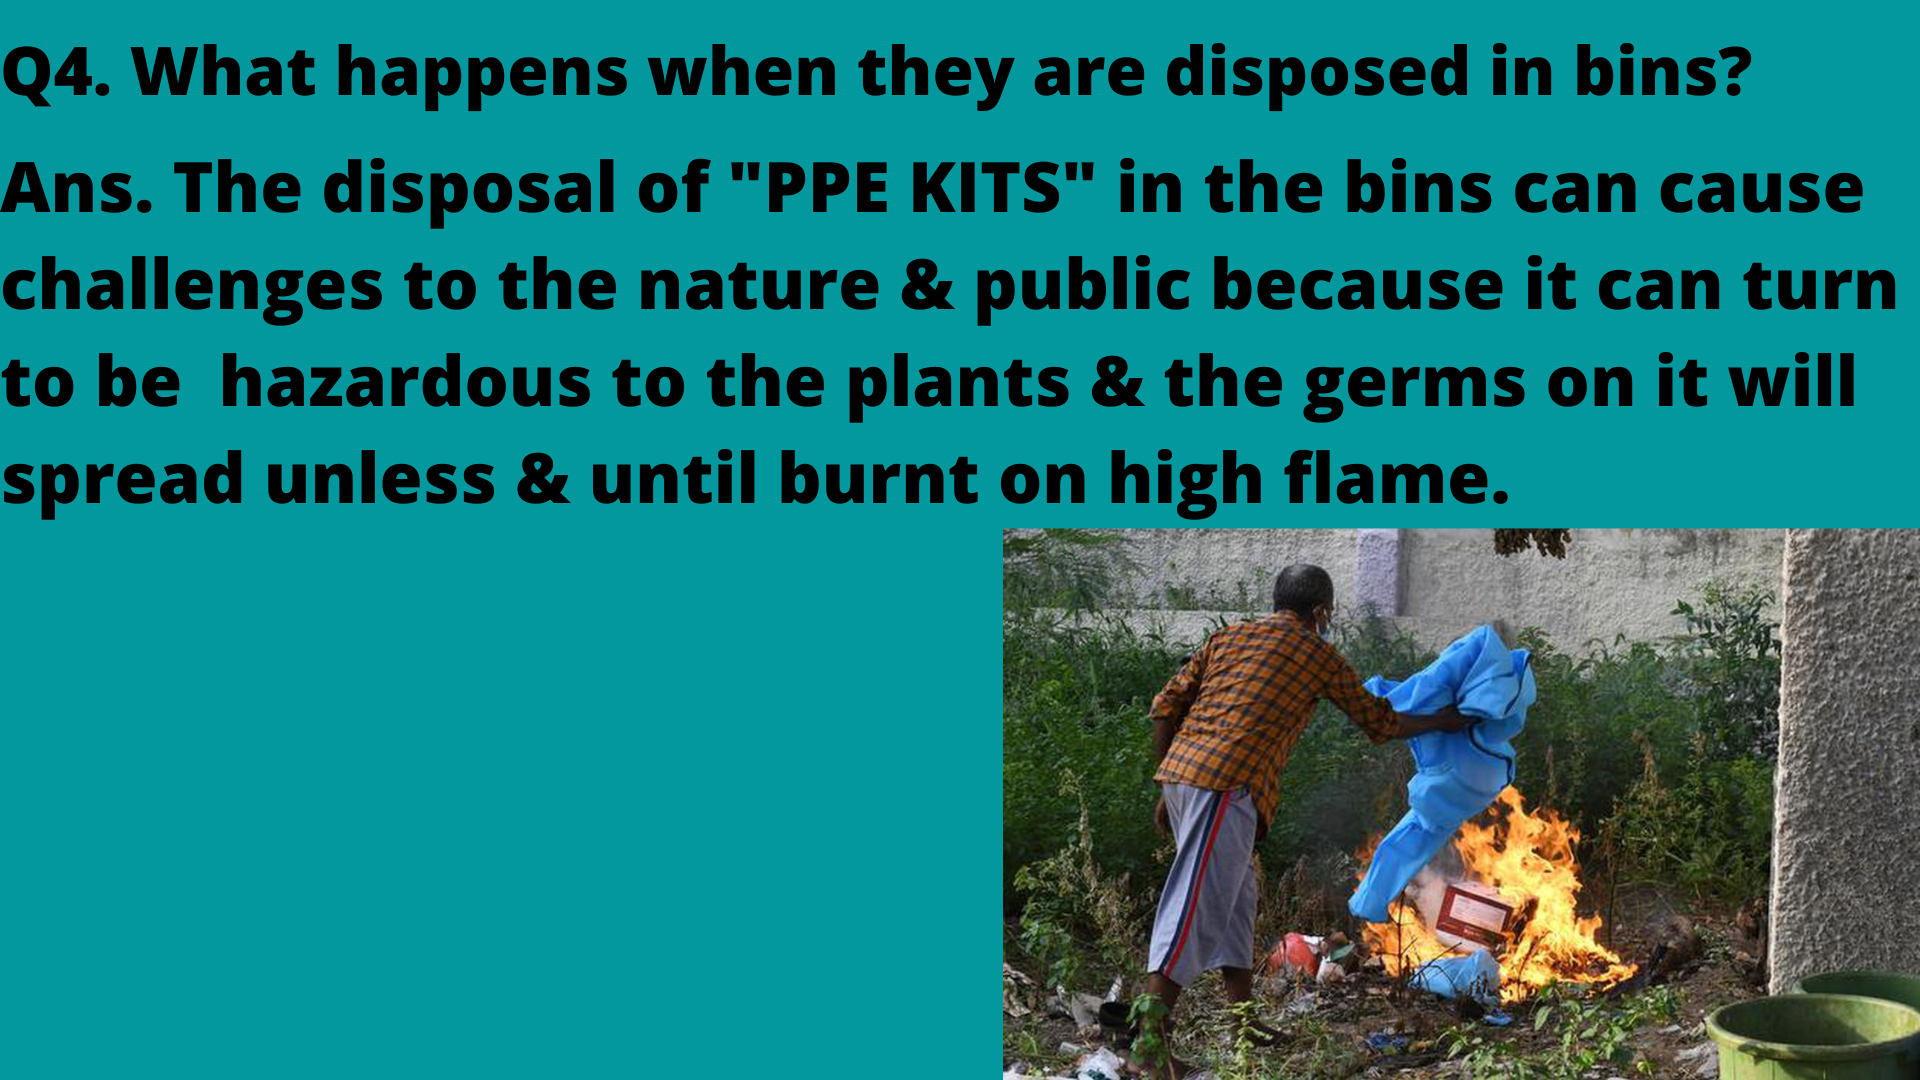 Q4. What happens when they are disposed in bins?
Ans. The disposal of "PPE KITS" in the bins can cause
challenges to the nature & public because it can turn
to be  hazardous to the plants & the germs on it will
spread unless & until burnt on high flame.